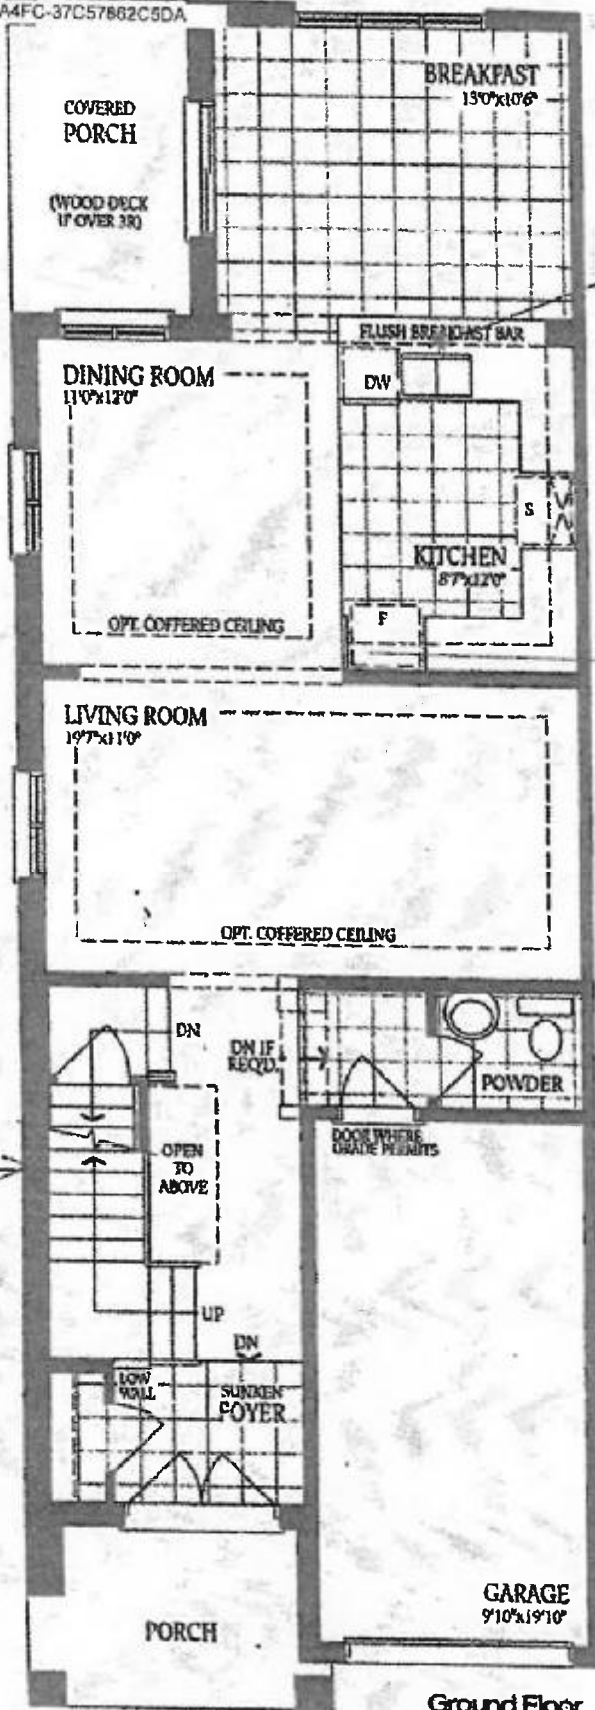 A4FC-37C57862C5DA
BREAKFAST
13'0"x10'6"
COVERED
PORCH
(WOOD DECK
11' OVER 3R)
FLUSH BREAKFAST BAR
DINING ROOM
11'0"x12'0"
DW
S
KITCHEN
8'7"x12'0"
F
OPT. COFFERED CEILING
LIVING ROOM
19'7"x11'0"
OPT. COFFERED CEILING
DN
DN IF
REQ'D.
POWDER
DOOR WHERE
GRADE PERMITS
OPEN
TO
ABOVE
UP
DN
LOW
WALL
SUNKEN
FOYER
PORCH
GARAGE
9'10"x19'10"
Ground Floor